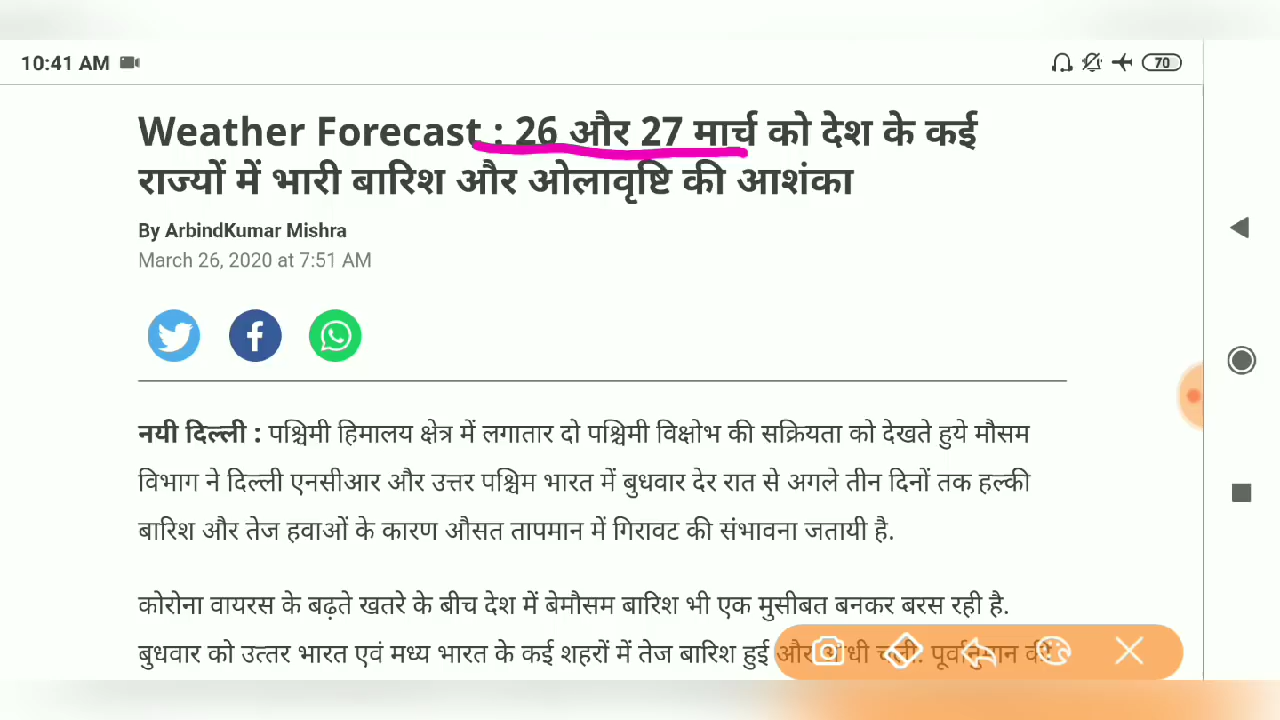 10:41 AM
70
Weather Forecast : 26 और 27 मार्च को देश के कई
राज्यों में भारी बारिश और ओलावृष्टि की आशंका
By ArbindKumar Mishra
March 26, 2020 at 7:51 AM
नयी दिल्ली : पश्चिमी हिमालय क्षेत्र में लगातार दो पश्चिमी विक्षोभ की सक्रियता को देखते हुये मौसम
विभाग ने दिल्ली एनसीआर और उत्तर पश्चिम भारत में बुधवार देर रात से अगले तीन दिनों तक हल्की
बारिश और तेज हवाओं के कारण औसत तापमान में गिरावट की संभावना जतायी है.
कोरोना वायरस के बढ़ते खतरे के बीच देश में बेमौसम बारिश भी एक मुसीबत बनकर बरस रही है.
बुधवार को उत्तर भारत एवं मध्य भारत के कई शहरों में तेज बारिश हुई और पूर्वानुमान की